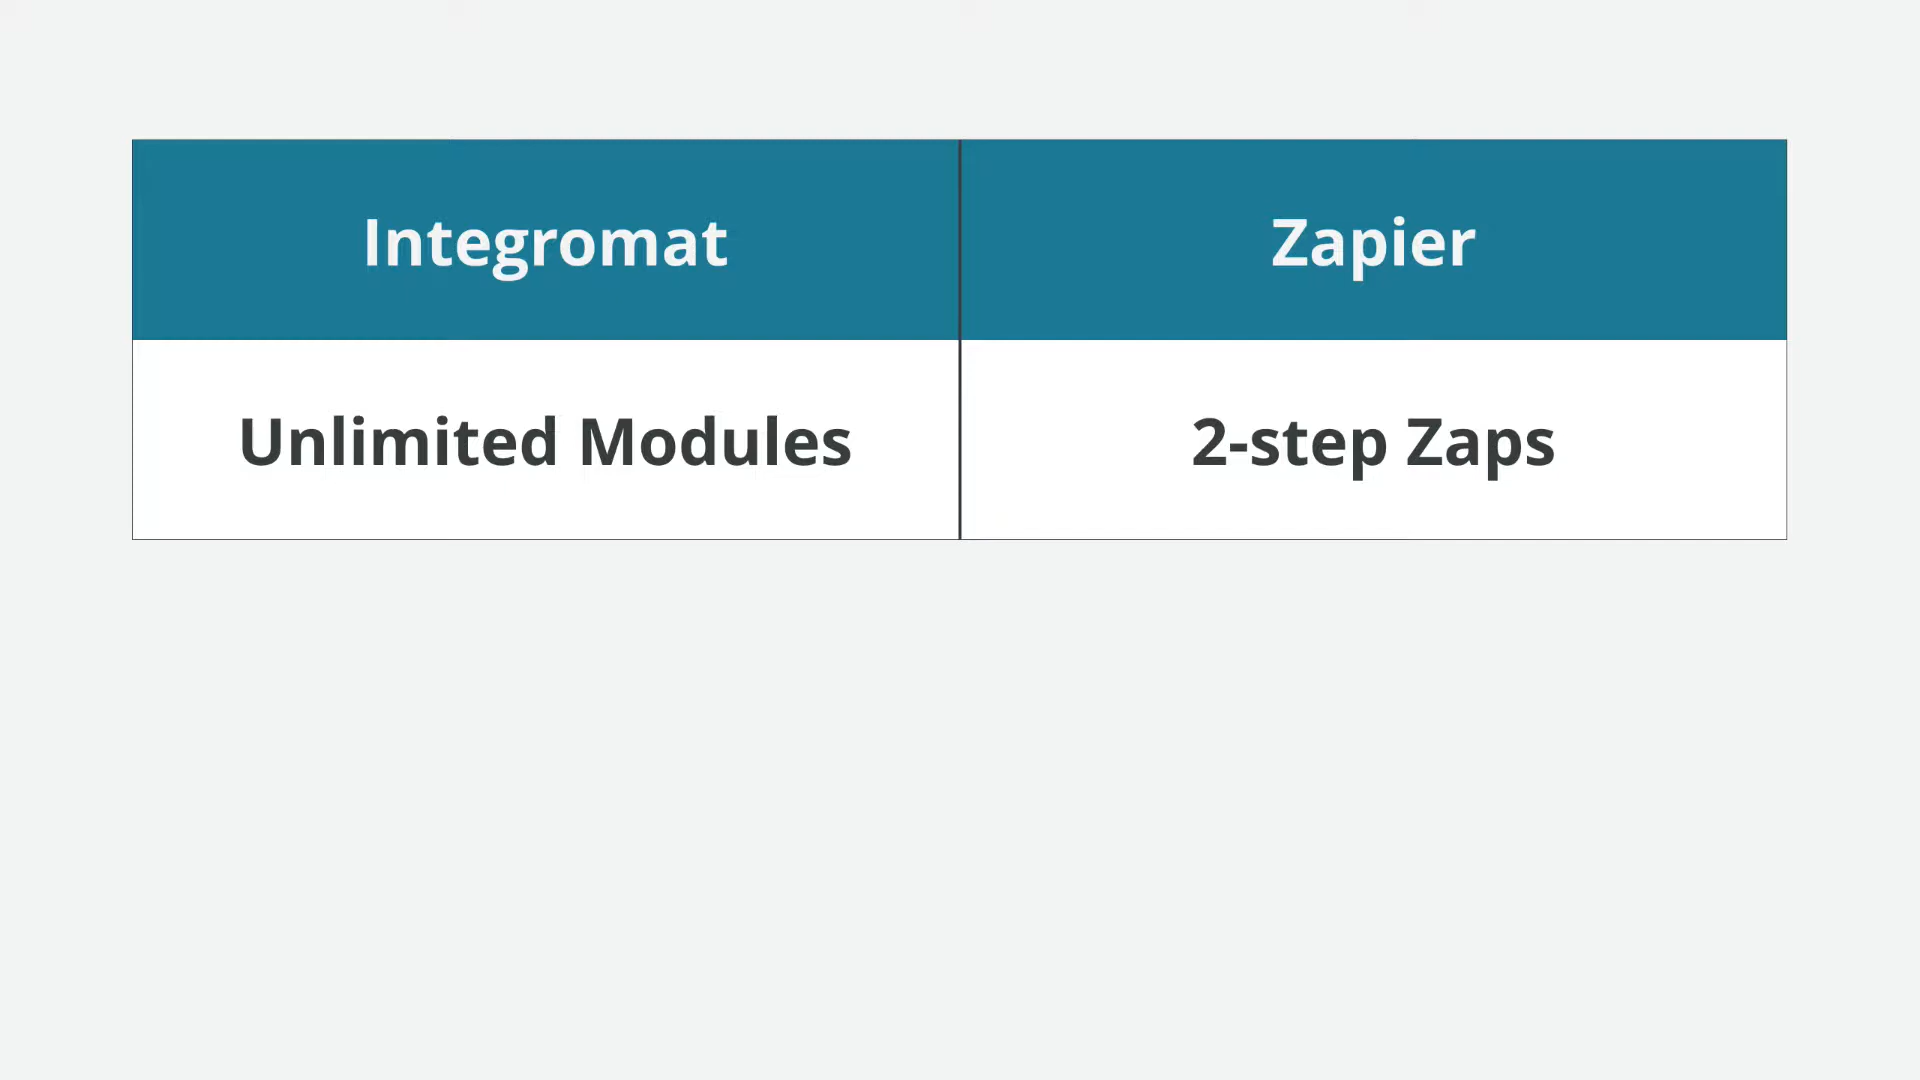 Integromat
Zapier
Unlimited Modules
2-step Zaps